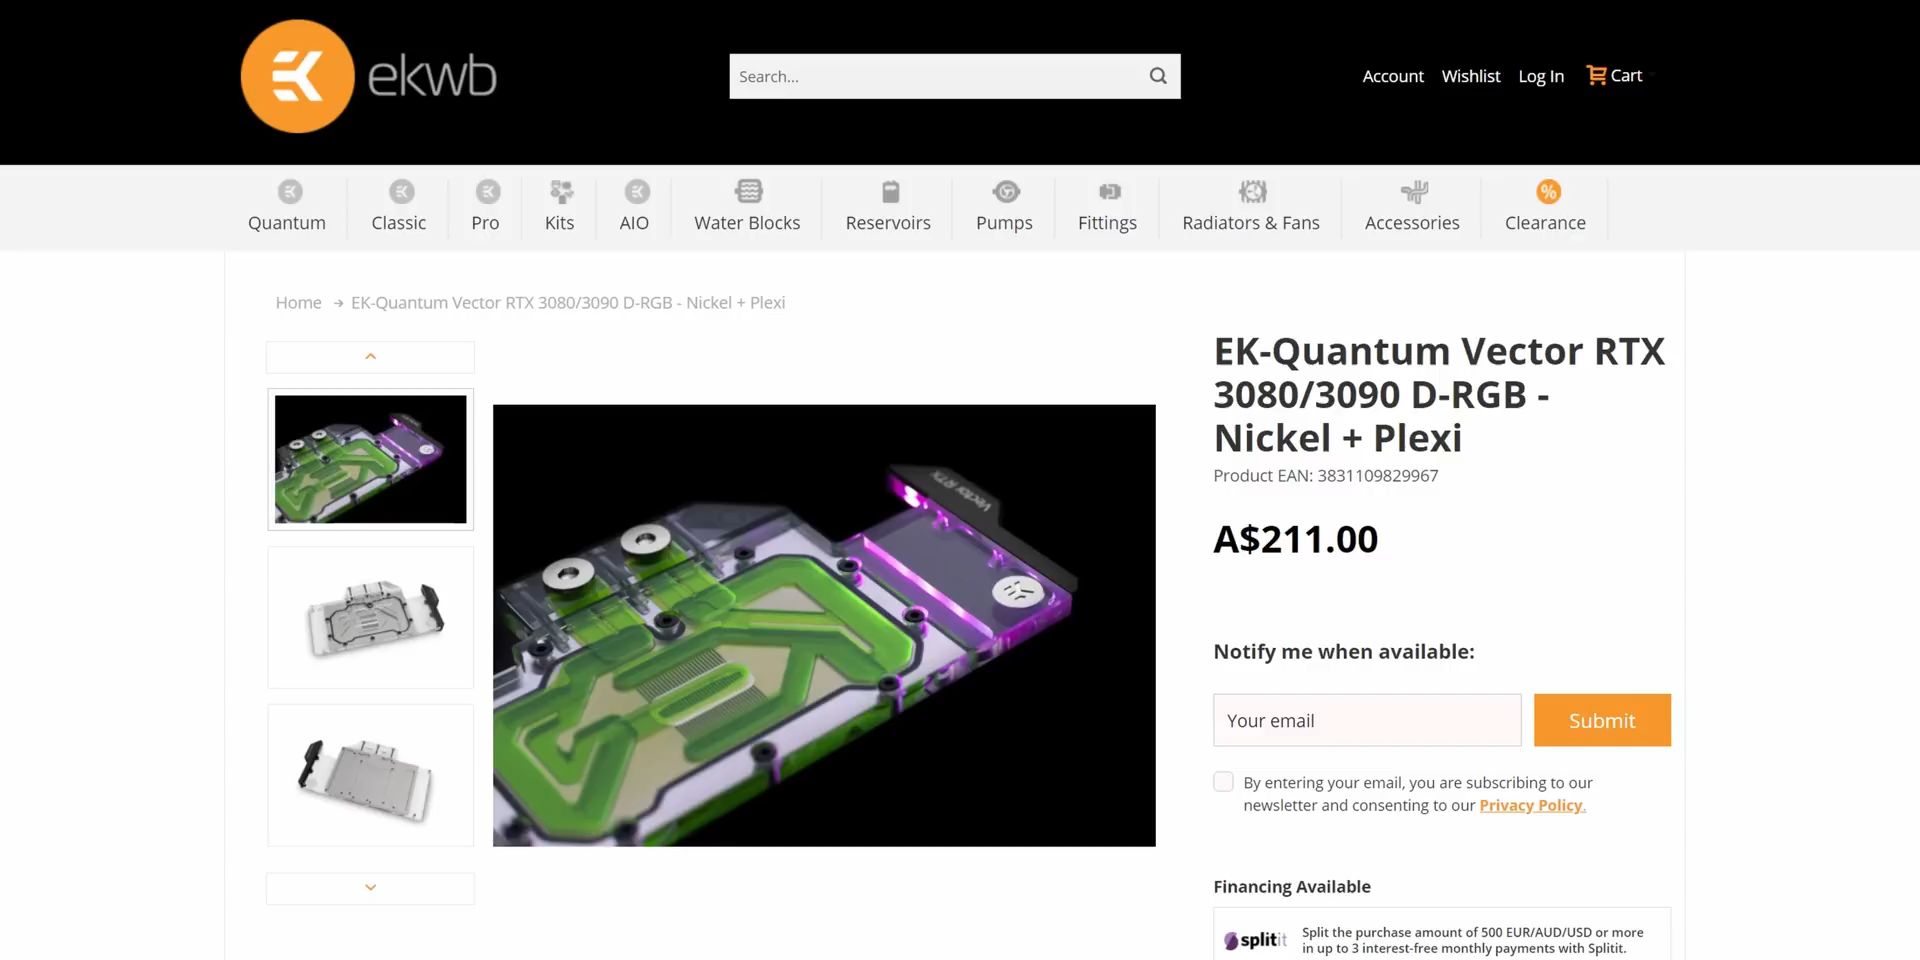 ekwb
Search...
Account Wishlist Log In Cart
Quantum Classic Pro Kits AIO Water Blocks Reservoirs Pumps Fittings Radiators & Fans Accessories Clearance
Home → EK-Quantum Vector RTX 3080/3090 D-RGB - Nickel + Plexi
EK-Quantum Vector RTX
3080/3090 D-RGB -
Nickel + Plexi
Product EAN: 3831109829967
A$211.00
Vector RTX
Notify me when available:
Your email
Submit
By entering your email, you are subscribing to our
newsletter and consenting to our Privacy Policy.
Financing Available
splitit
Split the purchase amount of 500 EUR/AUD/USD or more
in up to 3 interest-free monthly payments with Splitit.